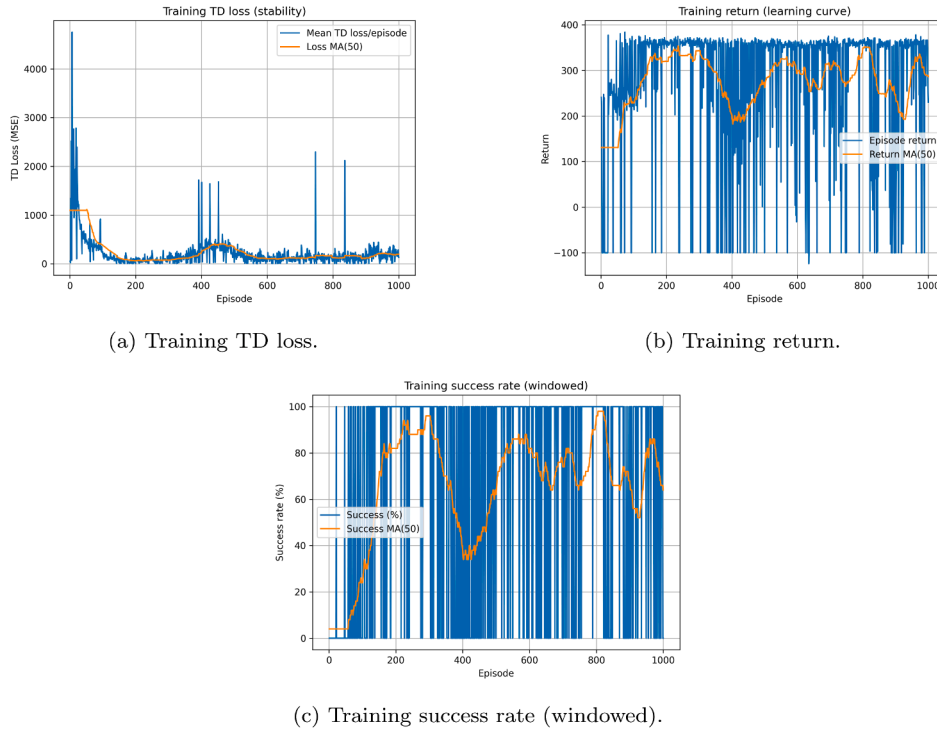 Training TD loss (stability)
Mean TD loss/episode
Loss MA(50)
TD Loss (MSE)
4000
3000
2000
1000
0
0 200 400 600 800 1000
Episode
(a) Training TD loss.
Training return (learning curve)
Episode return
Return MA(50)
Return
400
300
200
100
0
−100
0 200 400 600 800 1000
Episode
(b) Training return.
Training success rate (windowed)
Success (%)
Success MA(50)
Success rate (%)
100
80
60
40
20
0
0 200 400 600 800 1000
Episode
(c) Training success rate (windowed).